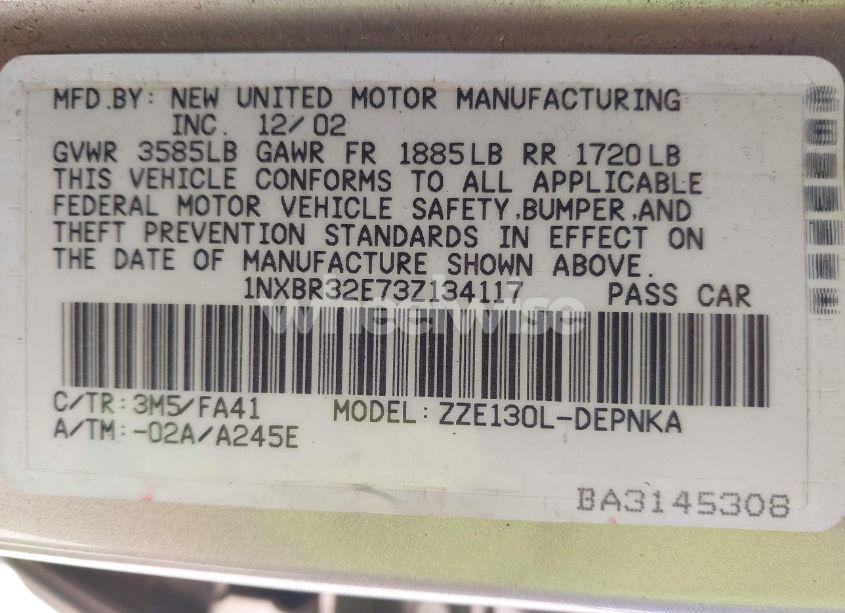 MFD.BY: NEW UNITED MOTOR MANUFACTURING
INC. 12/02
GVWR 3585LB GAWR FR 1885LB RR 1720LB
THIS VEHICLE CONFORMS TO ALL APPLICABLE
FEDERAL MOTOR VEHICLE SAFETY,BUMPER,AND
THEFT PREVENTION STANDARDS IN EFFECT ON
THE DATE OF MANUFACTURE SHOWN ABOVE.
1NXBR32E73Z134117 PASS CAR
wheelwise
C/TR:3M5/FA41 MODEL:ZZE130L-DEPNKA
A/TM:-02A/A245E
BA3145308